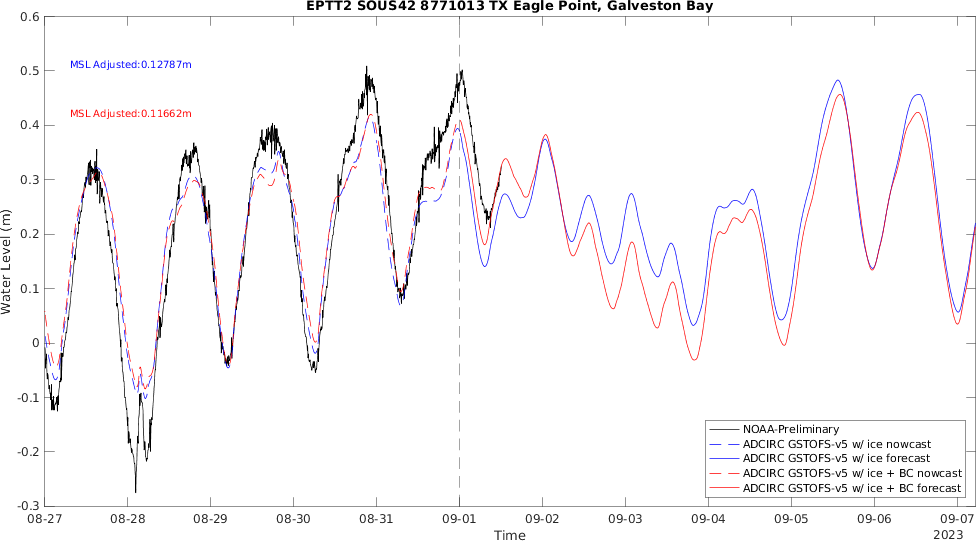 EPTT2 SOUS42 8771013 TX Eagle Point, Galveston Bay
0.6
0.5
0.4
0.3
0.2
0.1
0
-0.1
-0.2
-0.3
Water Level (m)
MSL Adjusted:0.12787m
MSL Adjusted:0.11662m
NOAA-Preliminary
ADCIRC GSTOFS-v5 w/ ice nowcast
ADCIRC GSTOFS-v5 w/ ice forecast
ADCIRC GSTOFS-v5 w/ ice + BC nowcast
ADCIRC GSTOFS-v5 w/ ice + BC forecast
08-27 08-28 08-29 08-30 08-31 09-01 09-02 09-03 09-04 09-05 09-06 09-07
Time
2023